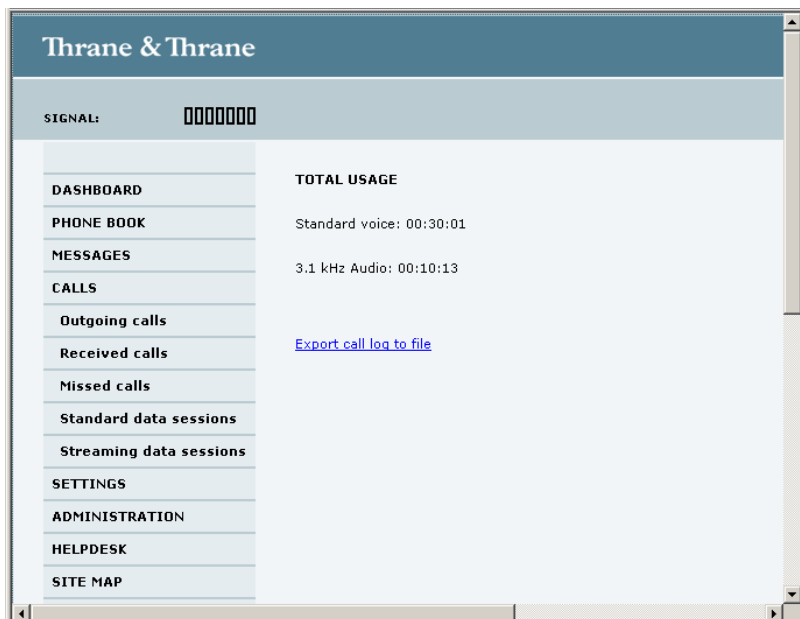 Thrane & Thrane
SIGNAL:
DASHBOARD
PHONE BOOK
MESSAGES
CALLS
Outgoing calls
Received calls
Missed calls
Standard data sessions
Streaming data sessions
SETTINGS
ADMINISTRATION
HELPDESK
SITE MAP
TOTAL USAGE
Standard voice: 00:30:01
3.1 kHz Audio: 00:10:13
Export call log to file